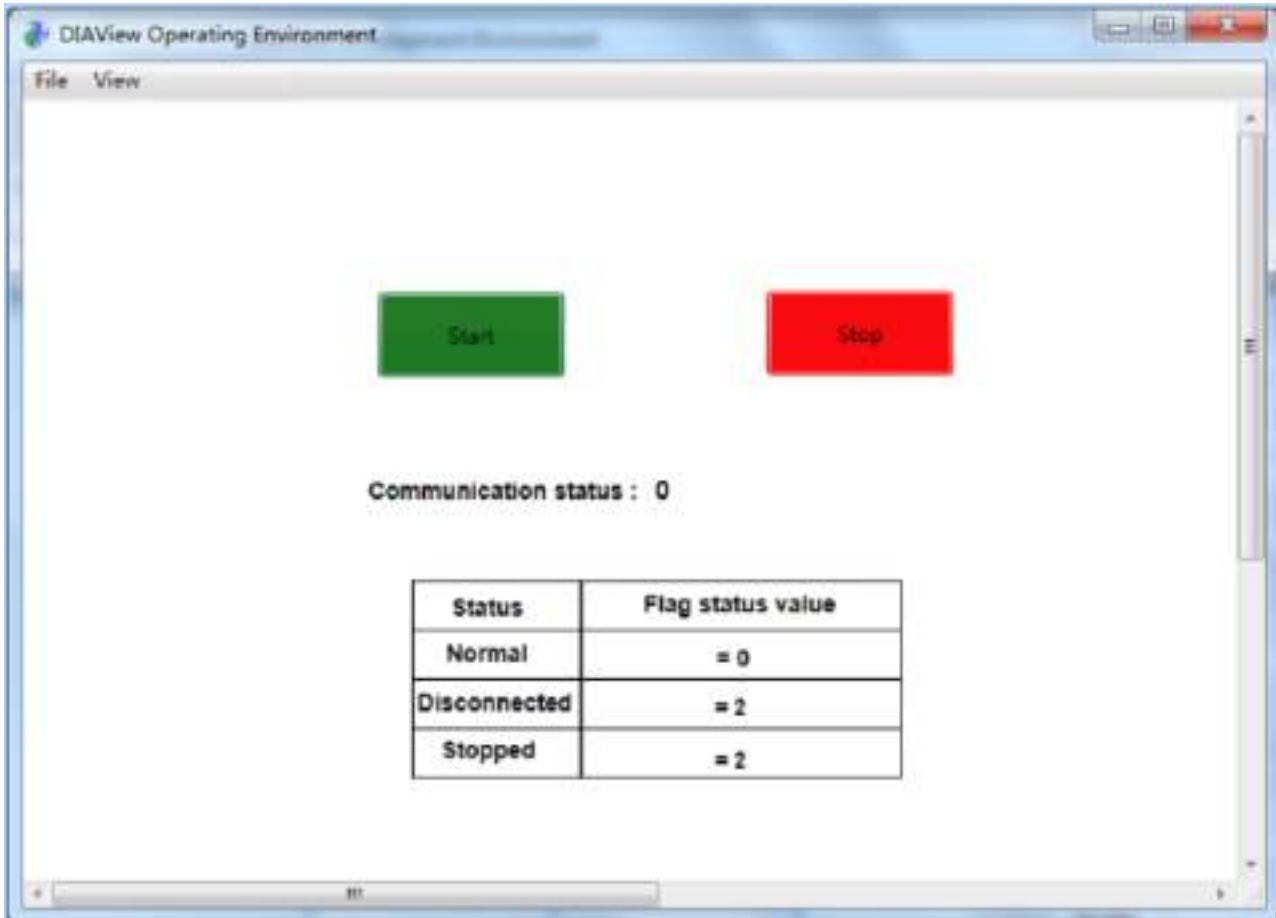 DIAView Operating Environment
File View
Start Stop
Communication status : 0
Status Flag status value
Normal = 0
Disconnected = 2
Stopped = 2